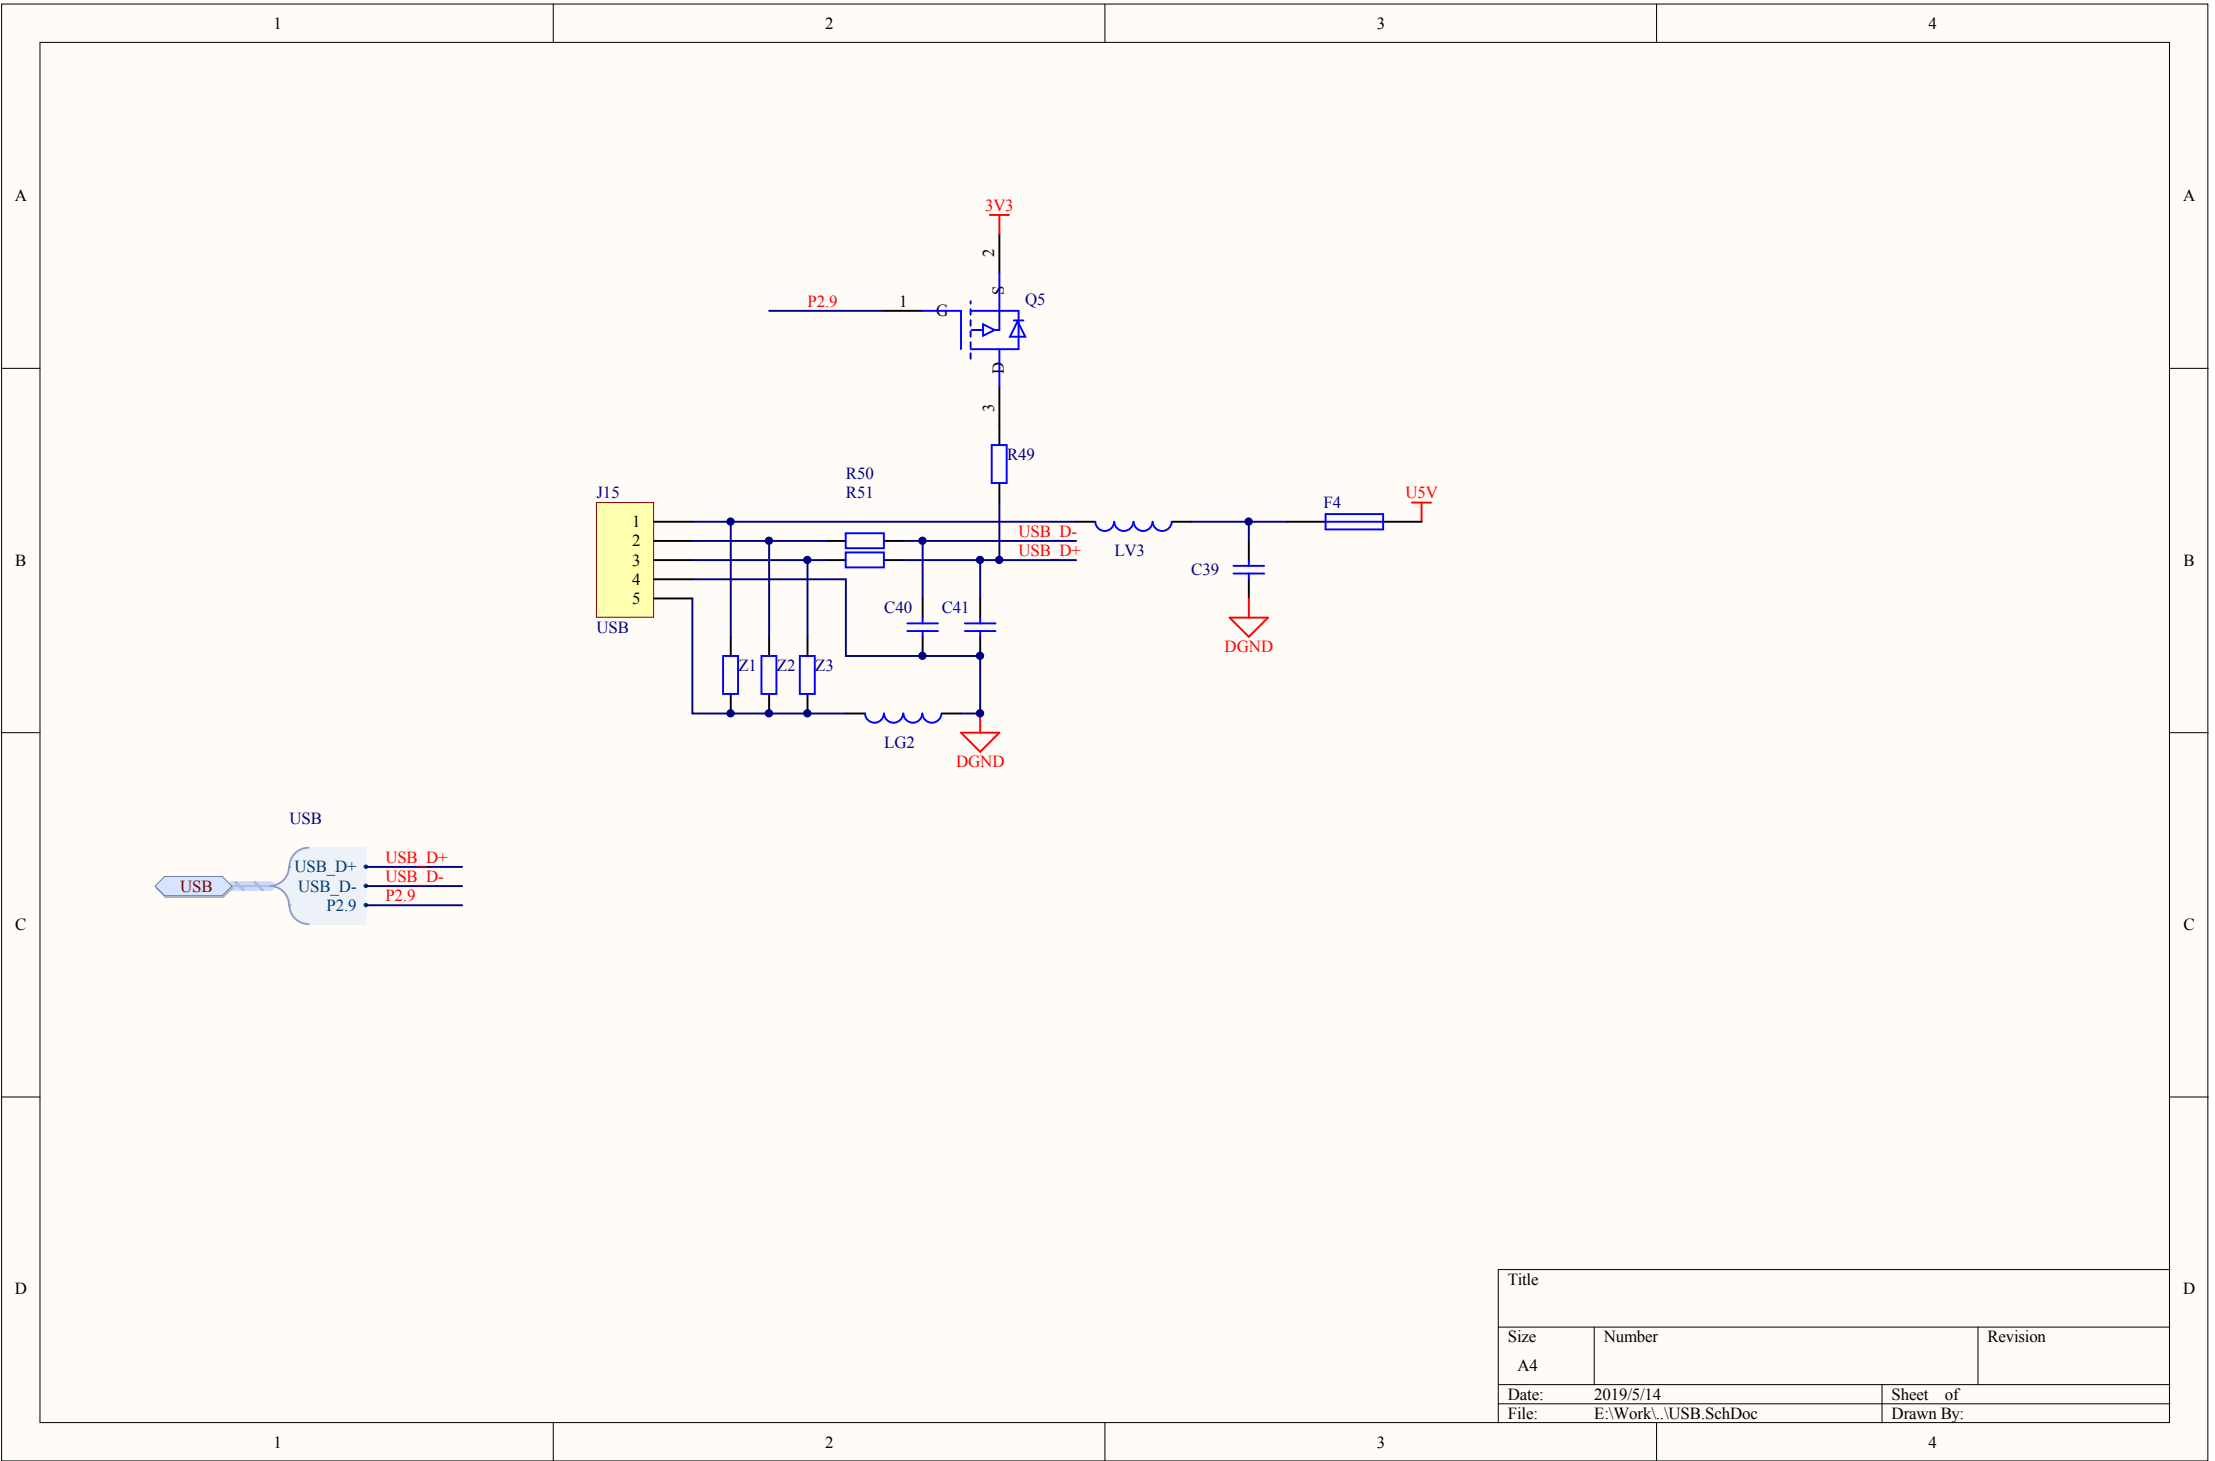 1 2 3 4
A A
3V3
2
S
P2.9 1 G Q5
D
3
B B
R49
R50
R51
J15
1
2
3
4
5
USB
USB_D-
USB_D+
LV3
F4
U5V
C39
DGND
C40 C41
Z1 Z2 Z3
LG2
DGND
USB
USB
USB_D+ USB_D+
USB_D- USB_D-
P2.9 P2.9
C C
D D
Title
Size Number Revision
A4
Date: 2019/5/14 Sheet of
File: E:\Work\..\USB.SchDoc Drawn By:
1 2 3 4